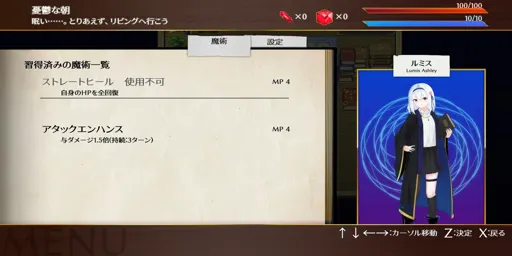 憂鬱な朝
眠い……。とりあえず、リビングへ行こう
×0
×0
100/100
10/10
魔術
設定
習得済みの魔術一覧
ストレートヒール 使用不可 MP 4
自身のHPを全回復
アタックエンハンス MP 4
与ダメージ1.5倍(持続:3ターン)
ルミス
Lumis Ashley
MENU
↑↓←→:カーソル移動 Z:決定 X:戻る